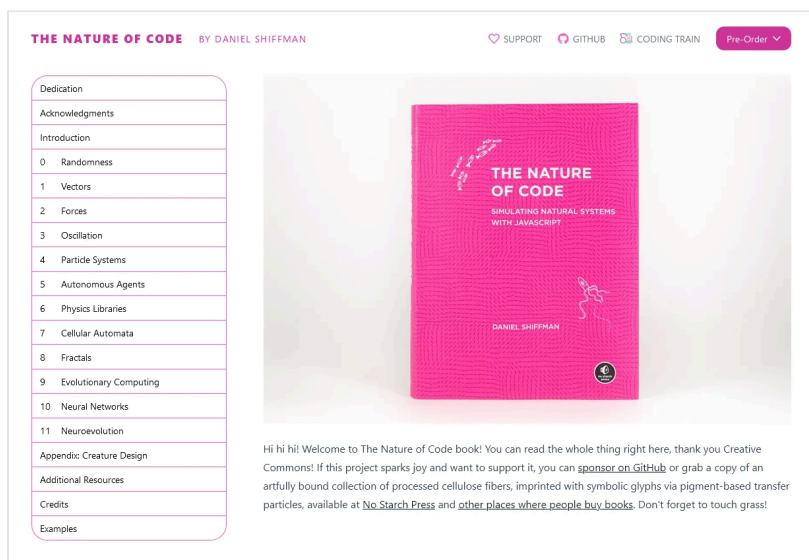 THE NATURE OF CODE BY DANIEL SHIFFMAN
SUPPORT GITHUB CODING TRAIN Pre-Order
Dedication
Acknowledgments
Introduction
0 Randomness
1 Vectors
2 Forces
3 Oscillation
4 Particle Systems
5 Autonomous Agents
6 Physics Libraries
7 Cellular Automata
8 Fractals
9 Evolutionary Computing
10 Neural Networks
11 Neuroevolution
Appendix: Creature Design
Additional Resources
Credits
Examples
THE NATURE
OF CODE
SIMULATING NATURAL SYSTEMS
WITH JAVASCRIPT
DANIEL SHIFFMAN
Hi hi hi! Welcome to The Nature of Code book! You can read the whole thing right here, thank you Creative
Commons! If this project sparks joy and want to support it, you can sponsor on GitHub or grab a copy of an
artfully bound collection of processed cellulose fibers, imprinted with symbolic glyphs via pigment-based transfer
particles, available at No Starch Press and other places where people buy books. Don't forget to touch grass!